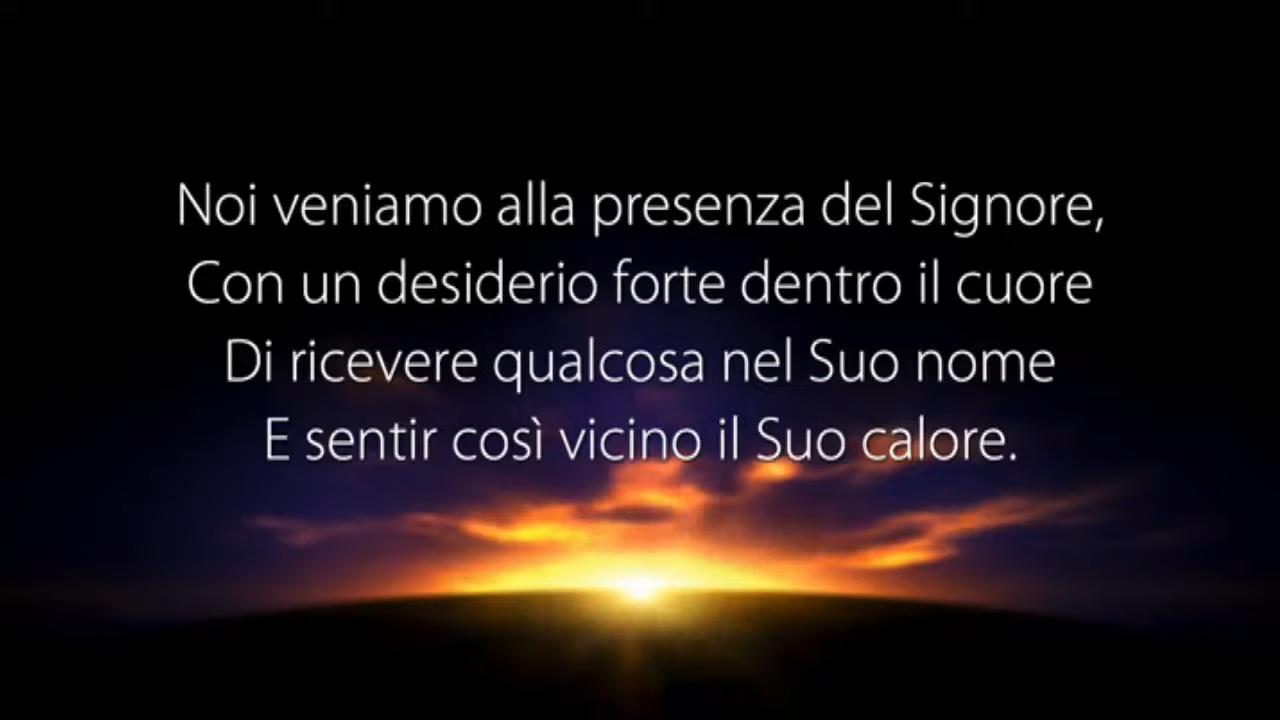 Noi veniamo alla presenza del Signore,
Con un desiderio forte dentro il cuore
Di ricevere qualcosa nel Suo nome
E sentir così vicino il Suo calore.